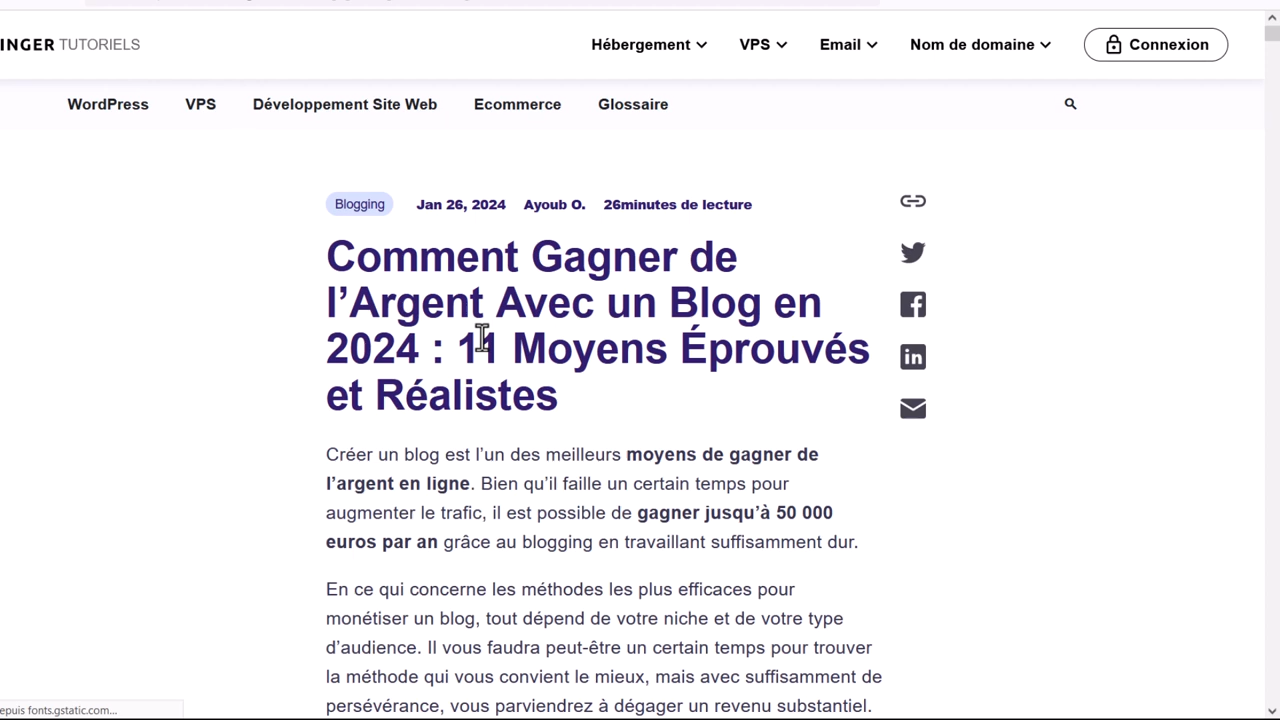 INGER TUTORIELS
Hébergement
VPS
Email
Nom de domaine
Connexion
WordPress
VPS
Développement Site Web
Ecommerce
Glossaire
Blogging
Jan 26, 2024
Ayoub O.
26minutes de lecture
Comment Gagner de
l’Argent Avec un Blog en
2024 : 11 Moyens Éprouvés
et Réalistes
Créer un blog est l’un des meilleurs moyens de gagner de
l’argent en ligne. Bien qu’il faille un certain temps pour
augmenter le trafic, il est possible de gagner jusqu’à 50 000
euros par an grâce au blogging en travaillant suffisamment dur.
En ce qui concerne les méthodes les plus efficaces pour
monétiser un blog, tout dépend de votre niche et de votre type
d’audience. Il vous faudra peut-être un certain temps pour trouver
la méthode qui vous convient le mieux, mais avec suffisamment de
persévérance, vous parviendrez à dégager un revenu substantiel.
epuis fonts.gstatic.com...